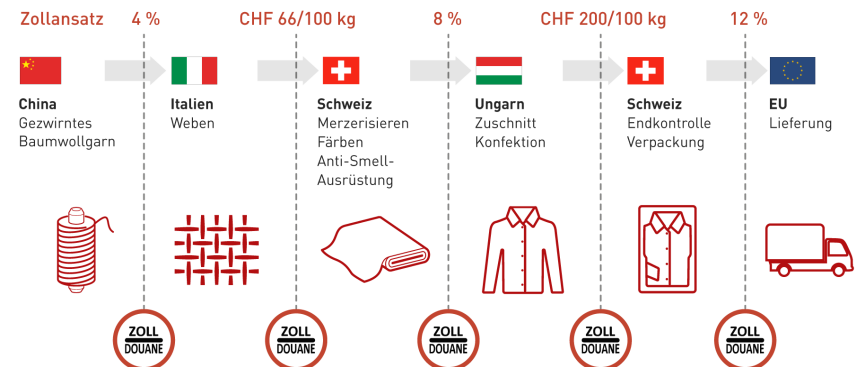 Zollansatz 4 % CHF 66/100 kg 8 % CHF 200/100 kg 12 %
China
Gezwirntes
Baumwollgarn
Italien
Weben
Schweiz
Merzerisieren
Färben
Anti-Smell-
Ausrüstung
Ungarn
Zuschnitt
Konfektion
Schweiz
Endkontrolle
Verpackung
EU
Lieferung
ZOLL
DOUANE
ZOLL
DOUANE
ZOLL
DOUANE
ZOLL
DOUANE
ZOLL
DOUANE